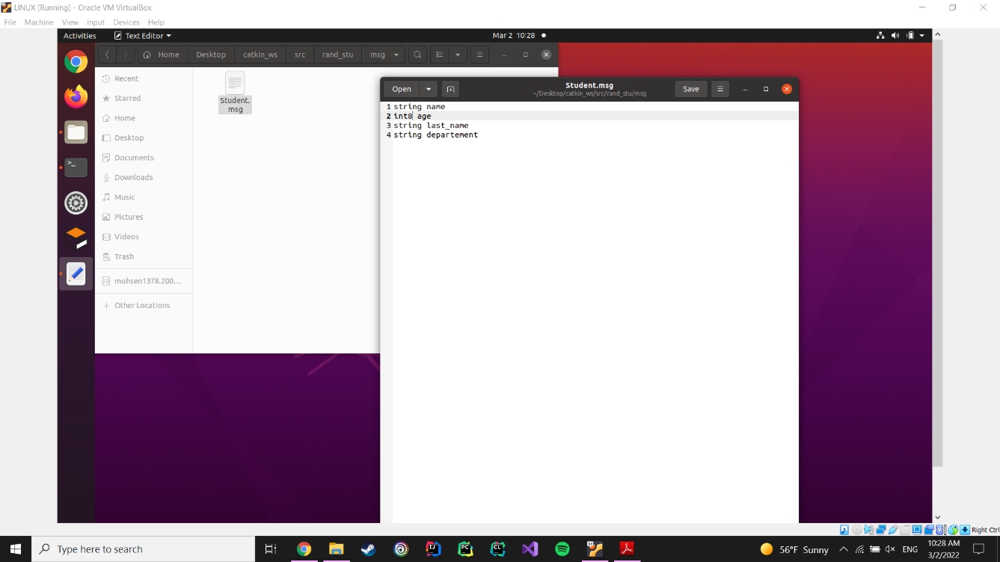 LINUX [Running] - Oracle VM VirtualBox
File Machine View Input Devices Help
Activities Text Editor Mar 2 10:28
Home Desktop catkin_ws src rand_stu msg
Recent
Starred
Home
Desktop
Documents
Downloads
Music
Pictures
Videos
Trash
mohsen1378.200...
+ Other Locations
Student.
msg
Open Student.msg Save
~/Desktop/catkin_ws/src/rand_stu/msg
1 string name
2 int8 age
3 string last_name
4 string departement
Right Ctrl
Type here to search
56°F Sunny ENG 10:28 AM
3/2/2022